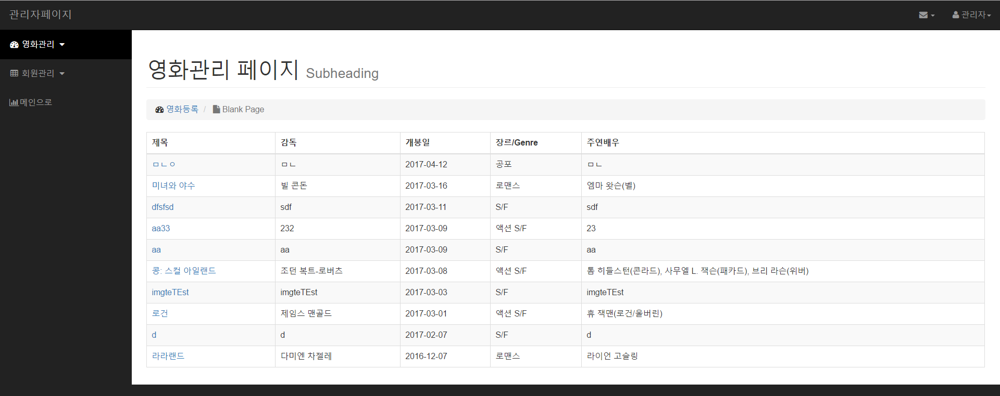 관리자페이지 관리자
영화관리
회원관리
메인으로
영화관리 페이지 Subheading
영화등록 / Blank Page
제목 감독 개봉일 장르/Genre 주연배우
ㅁㄴㅇ ㅁㄴ 2017-04-12 공포 ㅁㄴ
미녀와 야수 빌 콘돈 2017-03-16 로맨스 엠마 왓슨(벨)
dfsfsd sdf 2017-03-11 S/F sdf
aa33 232 2017-03-09 액션 S/F 23
aa aa 2017-03-09 S/F aa
콩: 스컬 아일랜드 조던 복트-로버츠 2017-03-08 액션 S/F 톰 히들스턴(콘라드), 사무엘 L. 잭슨(패카드), 브리 라슨(위버)
imgteTEst imgteTEst 2017-03-03 S/F imgteTEst
로건 제임스 맨골드 2017-03-01 액션 S/F 휴 잭맨(로건/울버린)
d d 2017-02-07 S/F d
라라랜드 다미엔 차젤레 2016-12-07 로맨스 라이언 고슬링